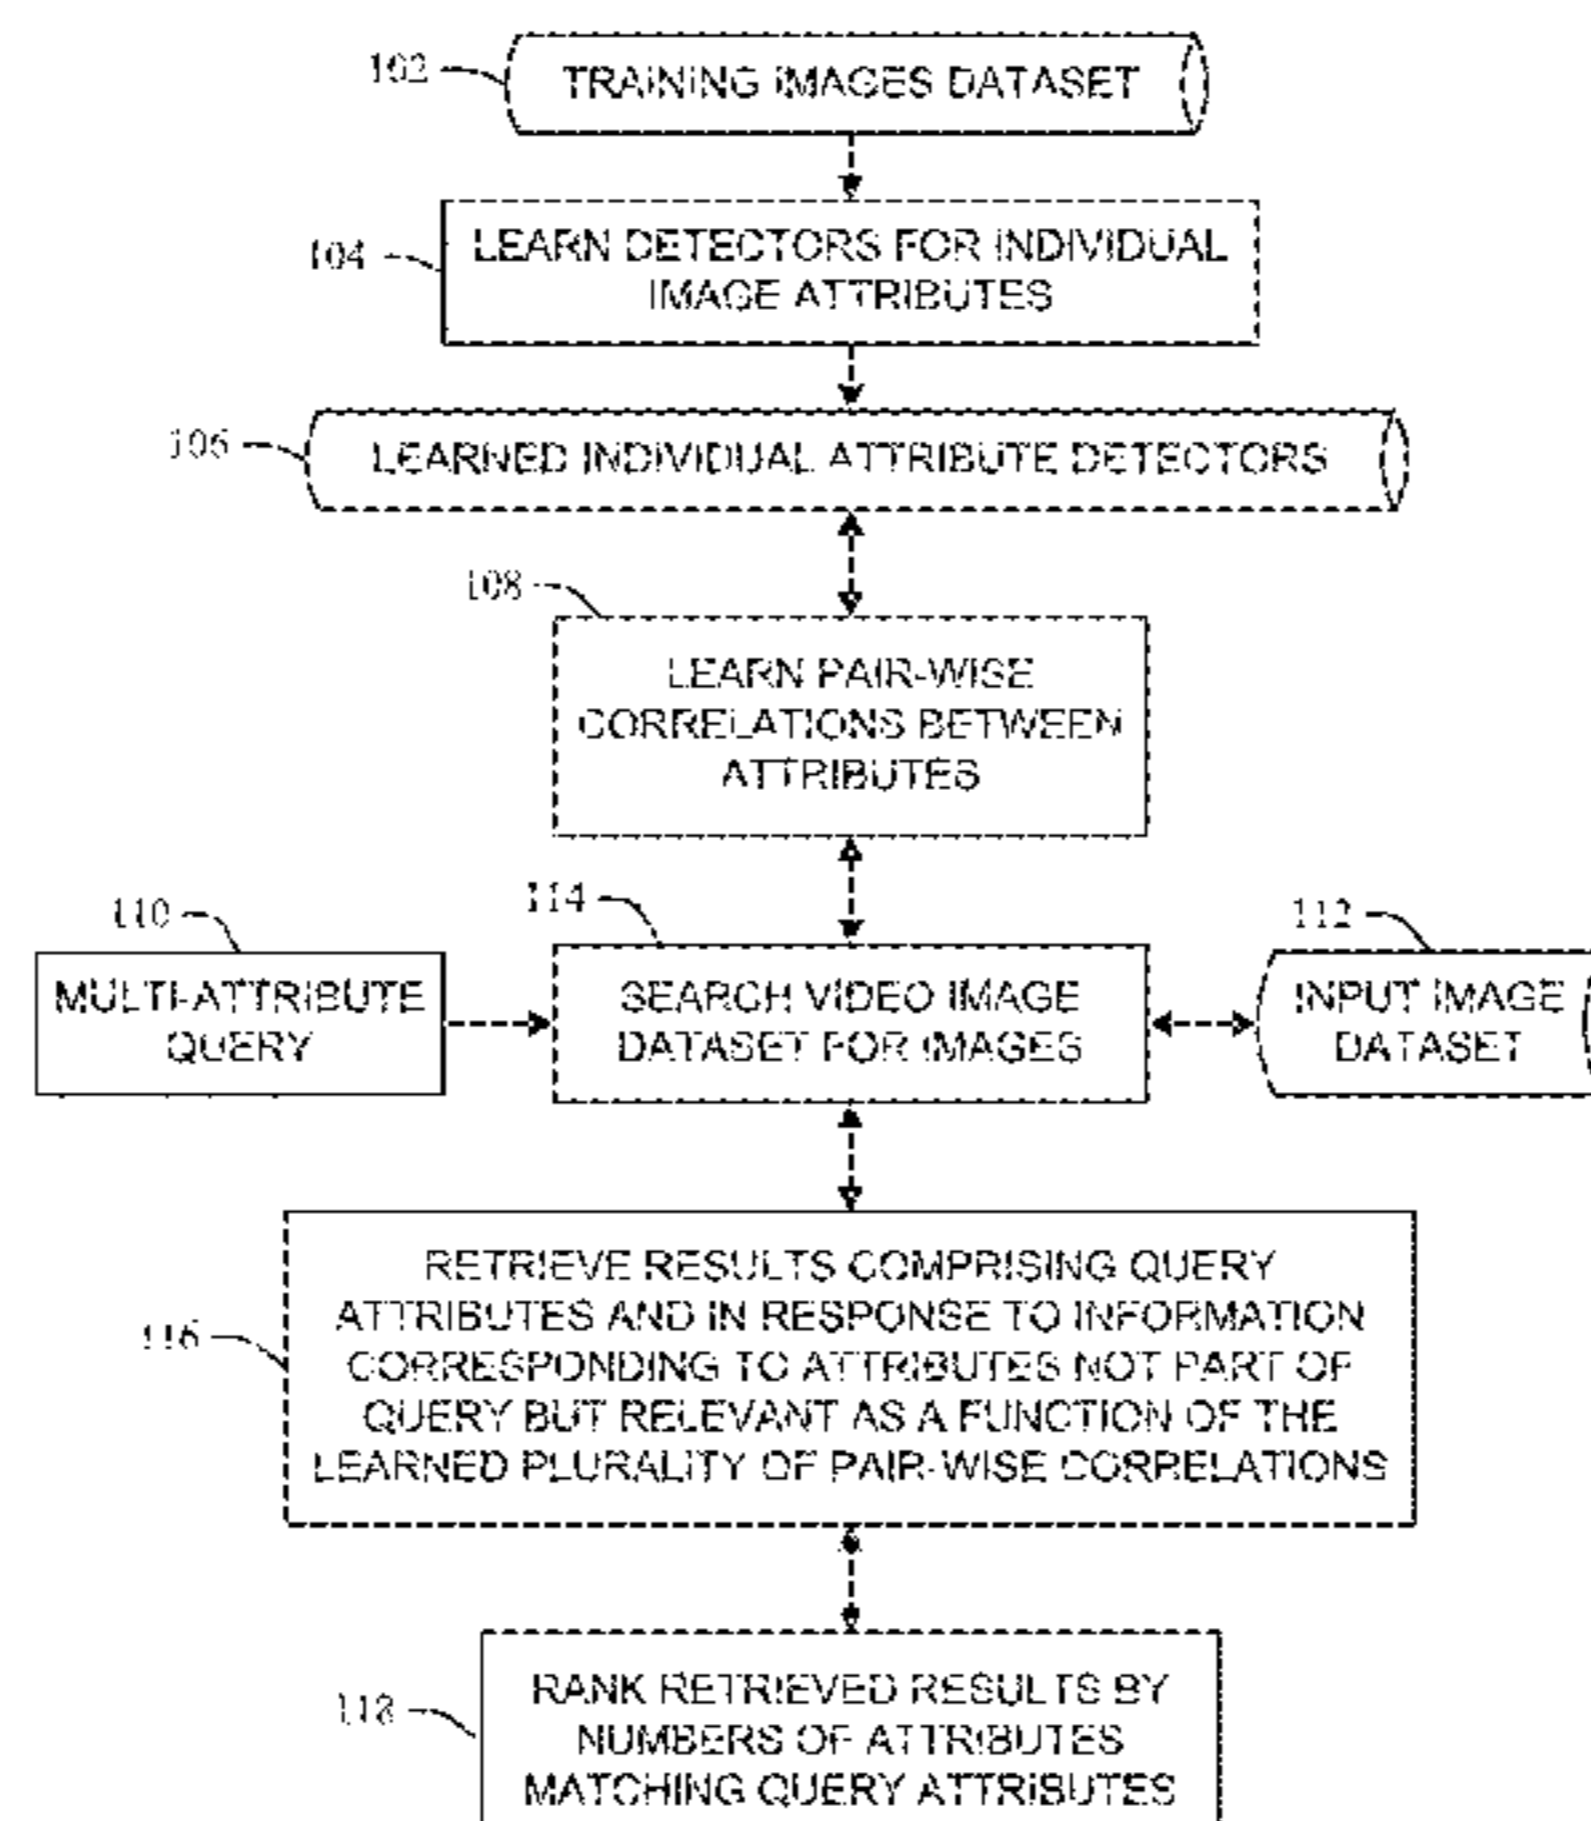 102
TRAINING IMAGES DATASET
104
LEARN DETECTORS FOR INDIVIDUAL
IMAGE ATTRIBUTES
106
LEARNED INDIVIDUAL ATTRIBUTE DETECTORS
108
LEARN PAIR-WISE
CORRELATIONS BETWEEN
ATTRIBUTES
110
MULTI-ATTRIBUTE
QUERY
114
SEARCH VIDEO IMAGE
DATASET FOR IMAGES
112
INPUT IMAGE
DATASET
116
RETRIEVE RESULTS COMPRISING QUERY
ATTRIBUTES AND IN RESPONSE TO INFORMATION
CORRESPONDING TO ATTRIBUTES NOT PART OF
QUERY BUT RELEVANT AS A FUNCTION OF THE
LEARNED PLURALITY OF PAIR-WISE CORRELATIONS
118
RANK RETRIEVED RESULTS BY
NUMBERS OF ATTRIBUTES
MATCHING QUERY ATTRIBUTES